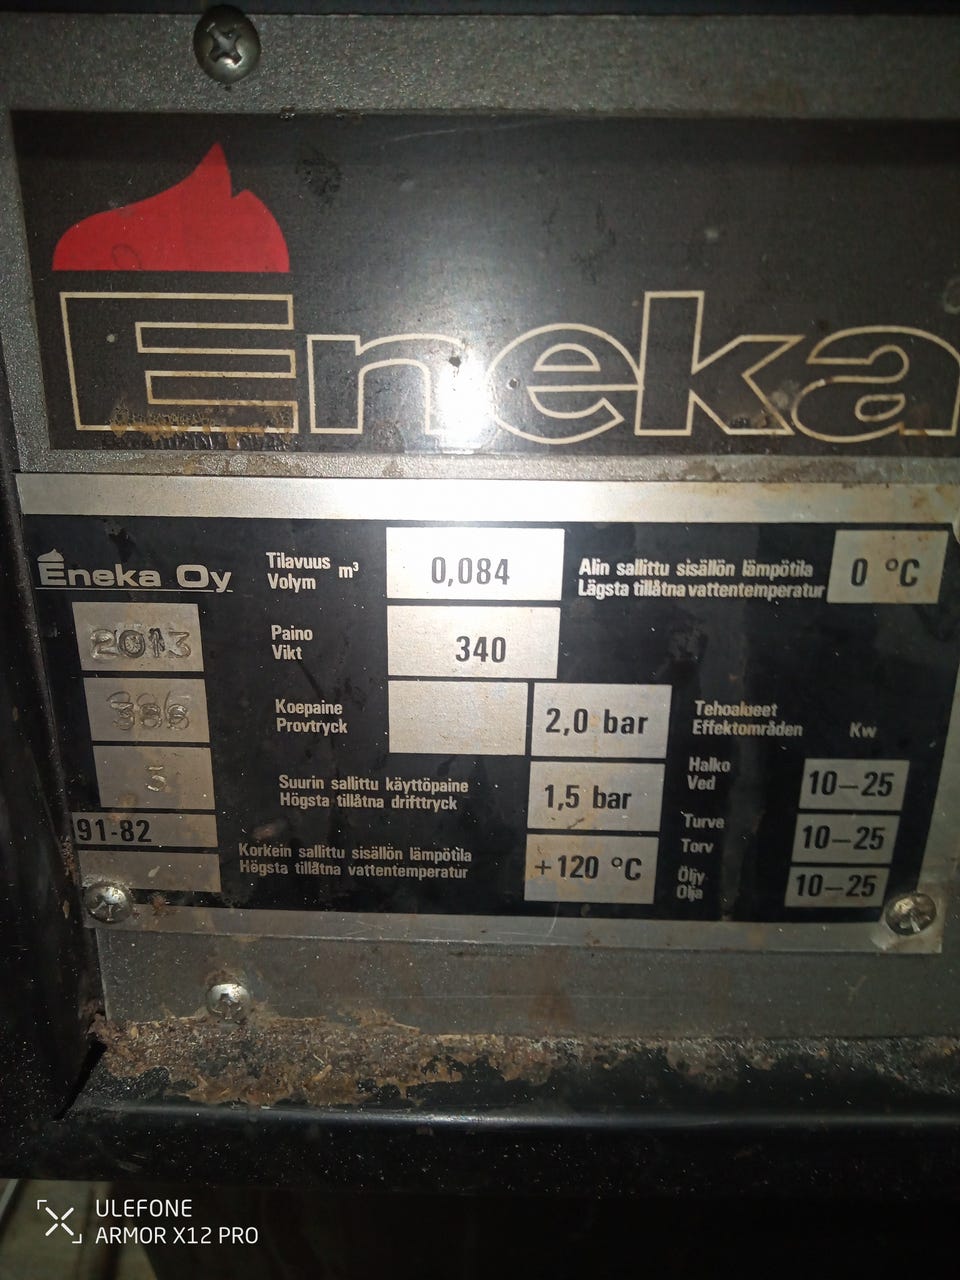 Eneka
Eneka Oy
Tilavuus m³ 0,084
Volym
Alin sallittu sisällön lämpötila 0 °C
Lägsta tillåtna vattentemperatur
2013
Paino 340
Vikt
Koepaine 2,0 bar
Provtryck
Tehoalueet Kw
Effektområden
Suurin sallittu käyttöpaine 1,5 bar
Högsta tillåtna drifttryck
Halko 10–25
Ved
91-82
Turve 10–25
Torv
Korkein sallittu sisällön lämpötila +120 °C
Högsta tillåtna vattentemperatur
Öljy 10–25
Olja
ULEFONE
ARMOR X12 PRO